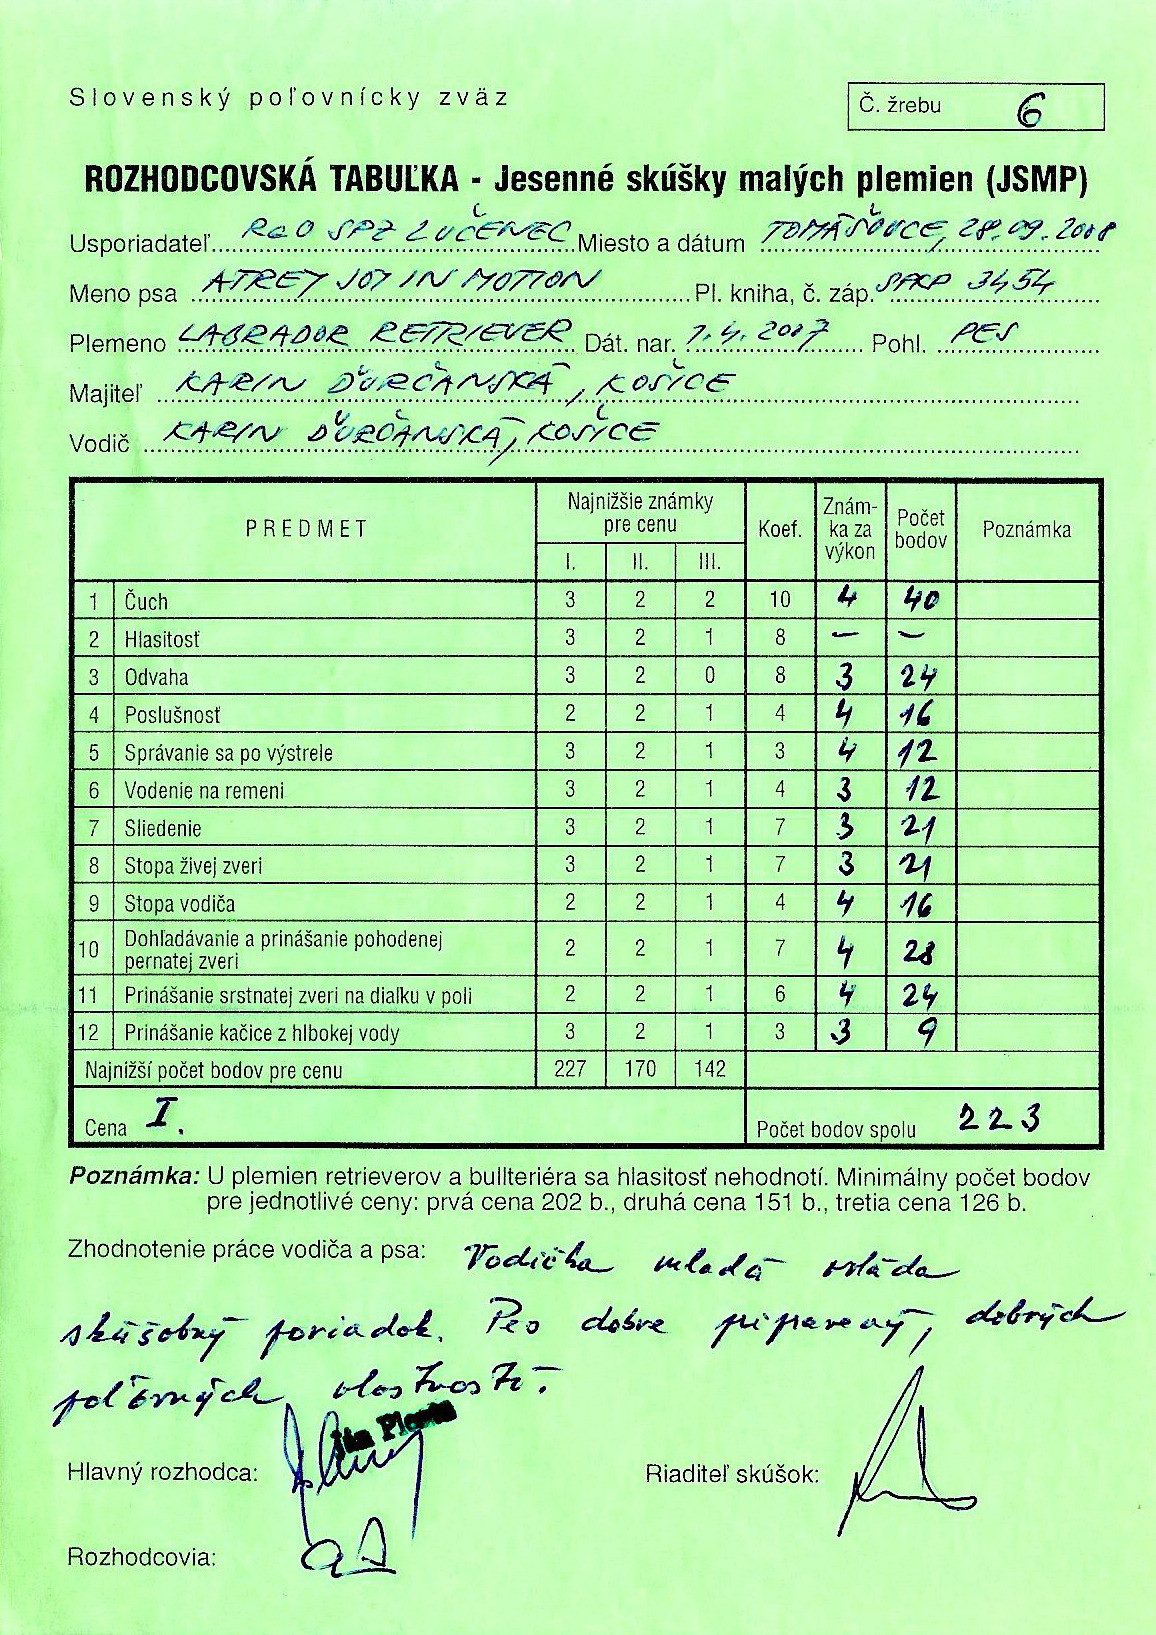 Slovenský poľovnícky zväz
Č. žrebu 6
ROZHODCOVSKÁ TABUĽKA - Jesenné skúšky malých plemien (JSMP)
Usporiadateľ RgO SPZ LUČENEC Miesto a dátum TOMÁŠOVCE, 28.09.2018
Meno psa ATREY JOY IN MOTION Pl. kniha, č. záp. SPKP 3454
Plemeno LABRADOR RETRIEVER Dát. nar. 7.4.2017 Pohl. PES
Majiteľ KARIN ĎURČANSKÁ, KOŠICE
Vodič KARIN ĎURČANSKÁ, KOŠICE
PREDMET Najnižšie známky pre cenu I. II. III. Koef. Znám-ka za výkon Počet bodov Poznámka
1 Čuch 3 2 2 10 4 40
2 Hlasitosť 3 2 1 8 – –
3 Odvaha 3 2 0 8 3 24
4 Poslušnosť 2 2 1 4 4 16
5 Správanie sa po výstrele 3 2 1 3 4 12
6 Vodenie na remeni 3 2 1 4 3 12
7 Sliedenie 3 2 1 7 3 21
8 Stopa živej zveri 3 2 1 7 3 21
9 Stopa vodiča 2 2 1 4 4 16
10 Dohľadávanie a prinášanie pohodenej pernatej zveri 2 2 1 7 4 28
11 Prinášanie srstnatej zveri na dialku v poli 2 2 1 6 4 24
12 Prinášanie kačice z hlbokej vody 3 2 1 3 3 9
Najnižší počet bodov pre cenu 227 170 142
Cena I. Počet bodov spolu 223
Poznámka: U plemien retrieverov a bullteriéra sa hlasitosť nehodnotí. Minimálny počet bodov
pre jednotlivé ceny: prvá cena 202 b., druhá cena 151 b., tretia cena 126 b.
Zhodnotenie práce vodiča a psa: Vodička mladá ovláda
skúšobný poriadok. Pes dobre pripravený, dobrých
poľovných vlastností.
Ján
Hlavný rozhodca: Riaditeľ skúšok:
Rozhodcovia: